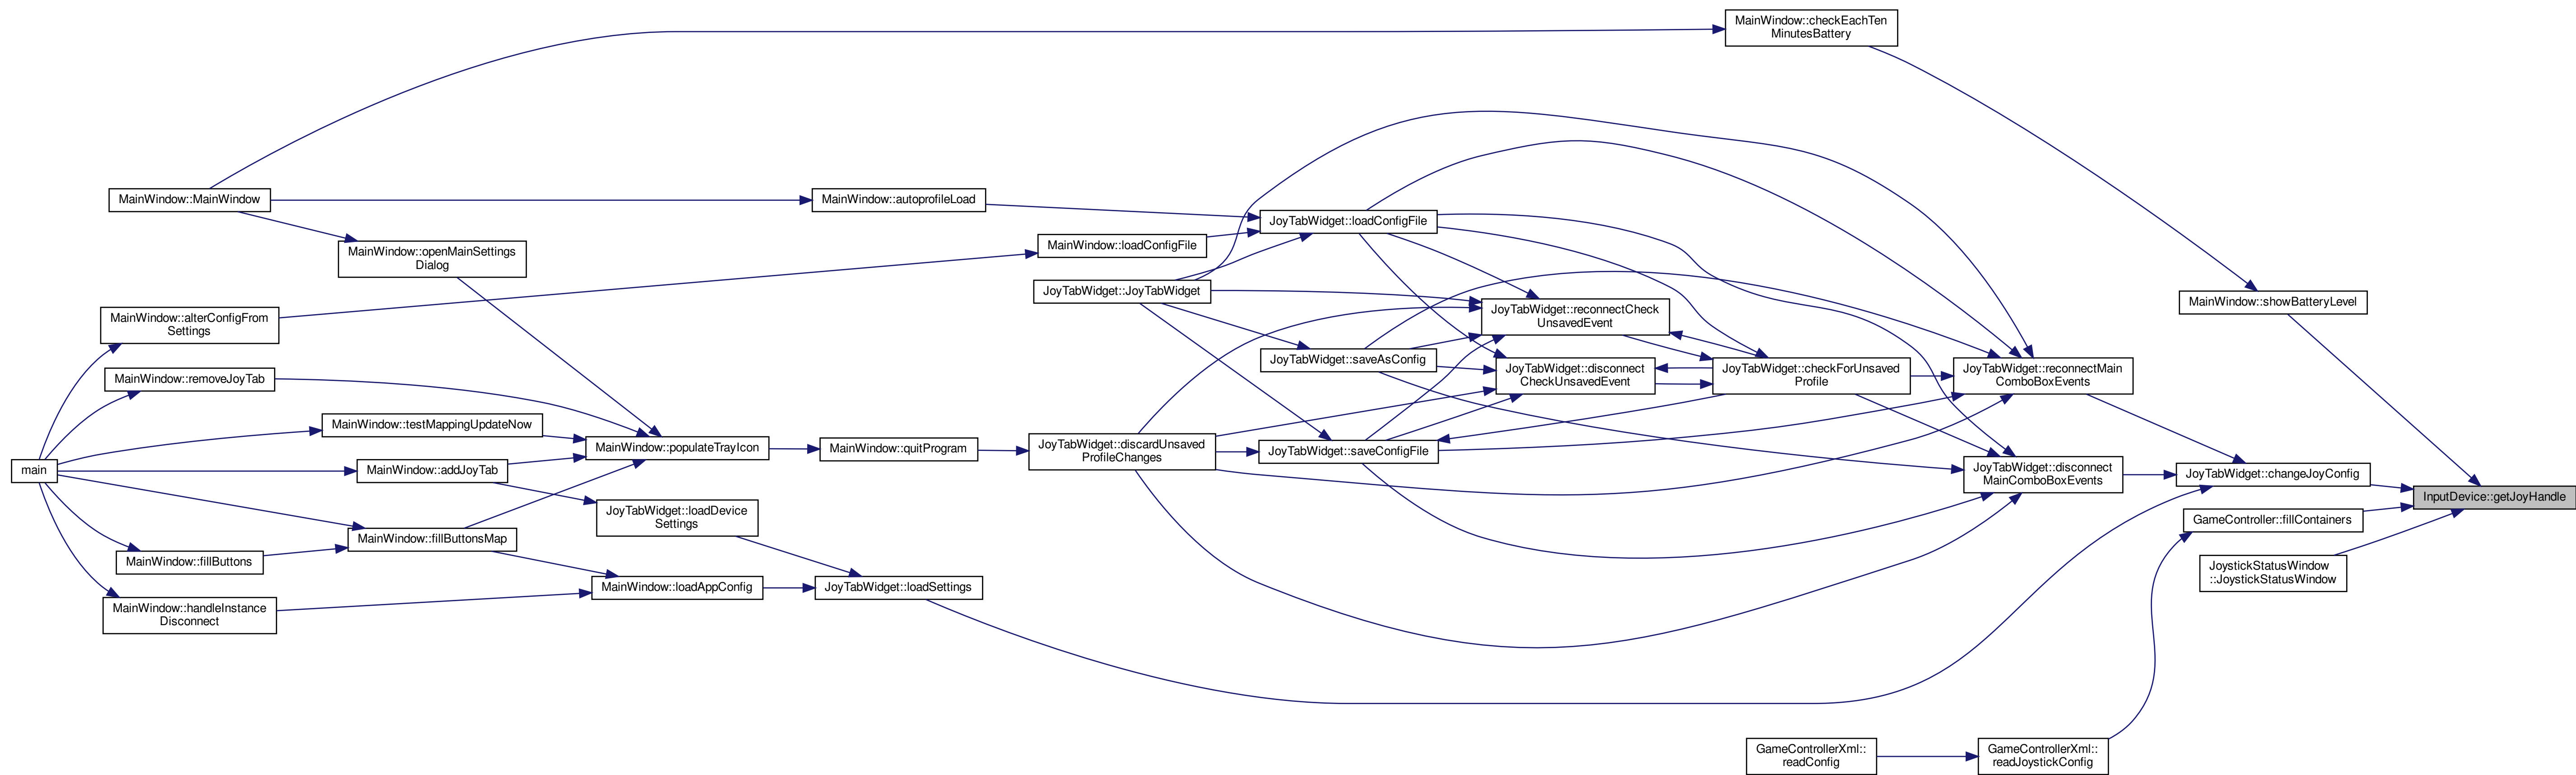 MainWindow::checkEachTen
MinutesBattery
MainWindow::MainWindow
MainWindow::autoprofileLoad
JoyTabWidget::loadConfigFile
MainWindow::loadConfigFile
MainWindow::openMainSettings
Dialog
JoyTabWidget::JoyTabWidget
MainWindow::showBatteryLevel
JoyTabWidget::reconnectCheck
UnsavedEvent
MainWindow::alterConfigFrom
Settings
JoyTabWidget::saveAsConfig
JoyTabWidget::disconnect
CheckUnsavedEvent
JoyTabWidget::checkForUnsaved
Profile
JoyTabWidget::reconnectMain
ComboBoxEvents
MainWindow::removeJoyTab
MainWindow::testMappingUpdateNow
MainWindow::populateTrayIcon
MainWindow::quitProgram
JoyTabWidget::discardUnsaved
ProfileChanges
JoyTabWidget::saveConfigFile
main
MainWindow::addJoyTab
JoyTabWidget::disconnect
MainComboBoxEvents
JoyTabWidget::changeJoyConfig
InputDevice::getJoyHandle
JoyTabWidget::loadDevice
Settings
GameController::fillContainers
MainWindow::fillButtonsMap
MainWindow::fillButtons
JoystickStatusWindow
::JoystickStatusWindow
MainWindow::loadAppConfig
JoyTabWidget::loadSettings
MainWindow::handleInstance
Disconnect
GameControllerXml::
readConfig
GameControllerXml::
readJoystickConfig